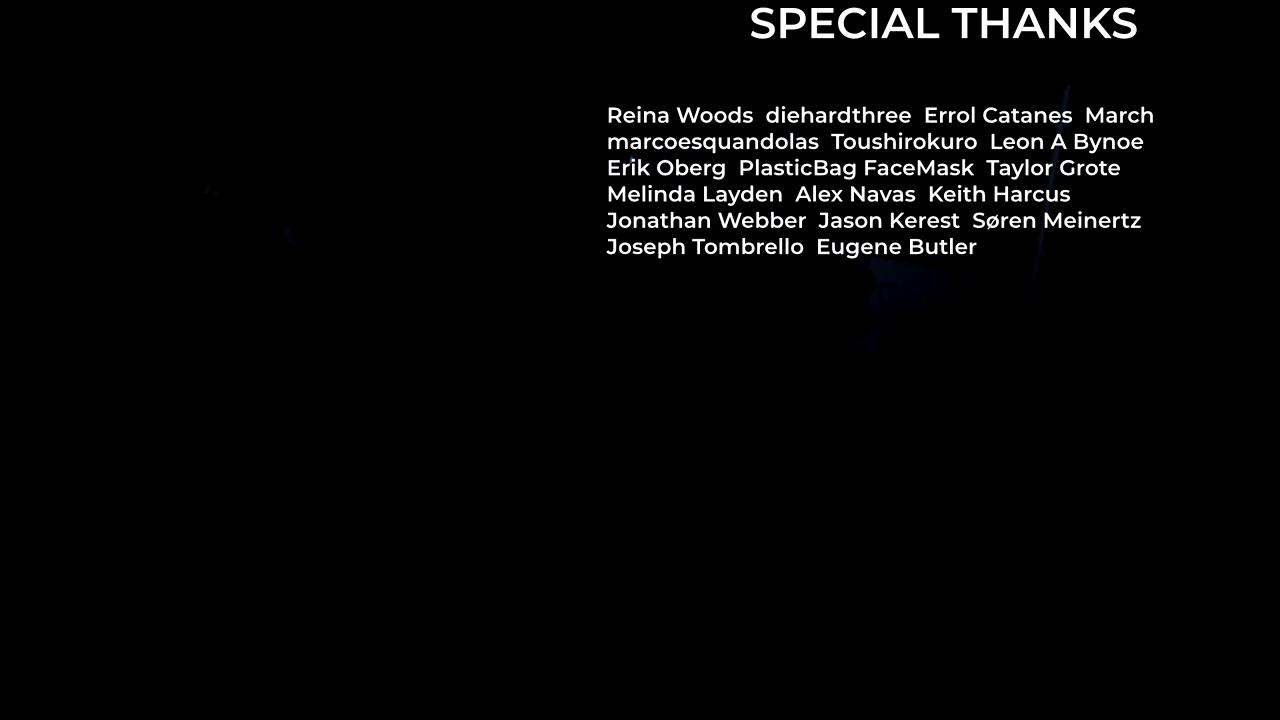 SPECIAL THANKS
Reina Woods  diehardthree  Errol Catanes  March
marcoesquandolas  Toushirokuro  Leon A Bynoe
Erik Oberg  PlasticBag FaceMask  Taylor Grote
Melinda Layden  Alex Navas  Keith Harcus
Jonathan Webber  Jason Kerest  Søren Meinertz
Joseph Tombrello  Eugene Butler